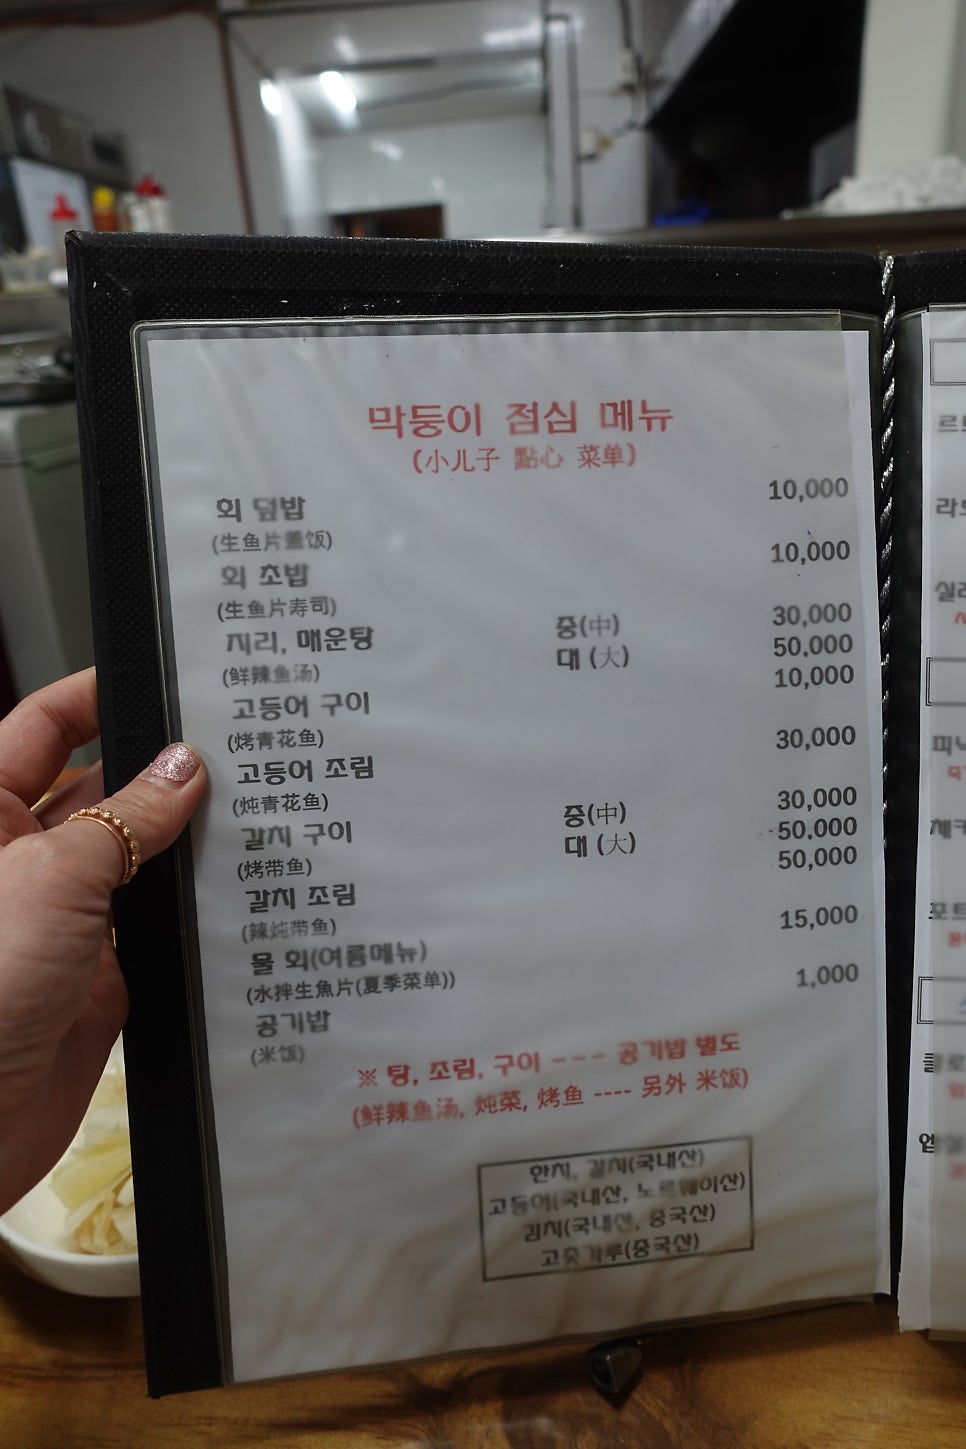 막둥이 점심 메뉴
(小儿子 點心 菜单)
회 덮밥 10,000
(生鱼片盖饭)
회 초밥 10,000
(生鱼片寿司)
지리, 매운탕 중(中) 30,000
(鲜辣鱼汤) 대 (大) 50,000
고등어 구이 10,000
(烤青花鱼)
고등어 조림 30,000
(炖青花鱼)
갈치 구이 중(中) 30,000
(烤带鱼) 대 (大) 50,000
갈치 조림 50,000
(辣炖带鱼)
물 회(여름메뉴) 15,000
(水拌生魚片(夏季菜单))
공기밥 1,000
(米饭)
※ 탕, 조림, 구이 --- 공기밥 별도
(鲜辣鱼汤, 炖菜, 烤鱼 ---- 另外 米饭)
한치, 갈치(국내산)
고등어(국내산, 노르웨이산)
김치(국내산, 중국산)
고춧가루(중국산)